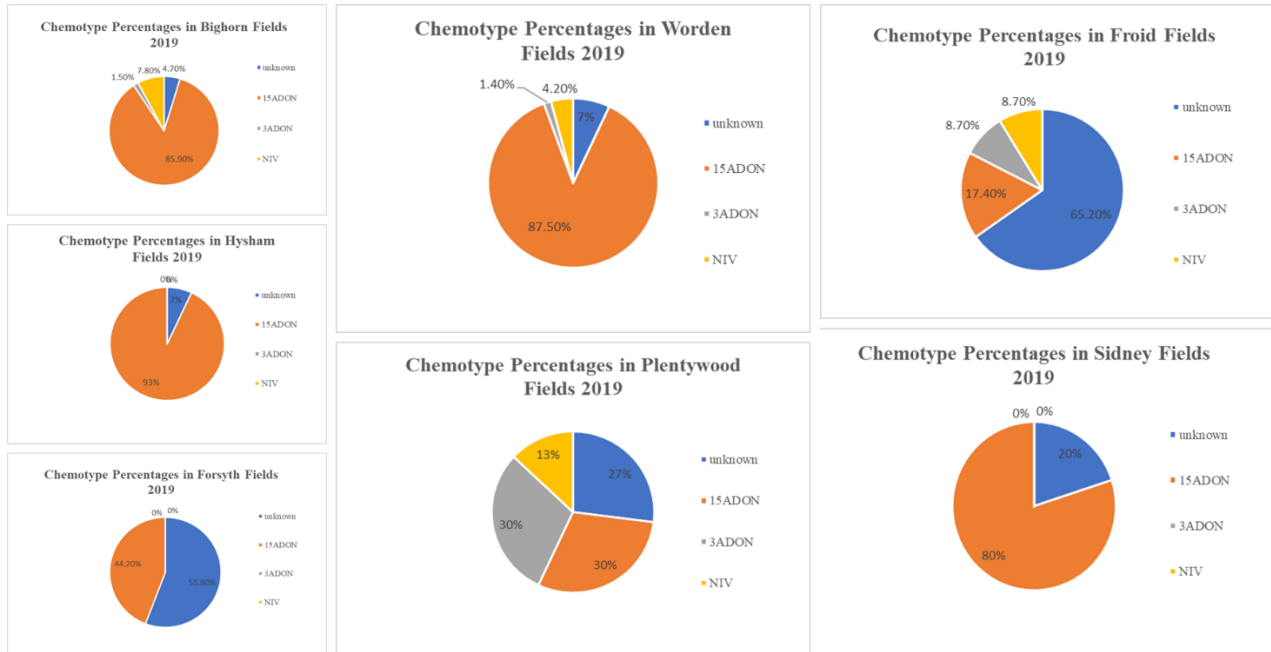 Chemotype Percentages in Bighorn Fields
2019
1.50%
7.80%
4.70%
85.90%
unknown
15ADON
3ADON
NIV
Chemotype Percentages in Hysham
Fields 2019
0%
7%
93%
unknown
15ADON
3ADON
NIV
Chemotype Percentages in Forsyth Fields
2019
0%
0%
44.20%
55.80%
unknown
15ADON
3ADON
NIV
Chemotype Percentages in Worden
Fields 2019
1.40%
4.20%
7%
87.50%
unknown
15ADON
3ADON
NIV
Chemotype Percentages in Plentywood
Fields 2019
13%
27%
30%
30%
unknown
15ADON
3ADON
NIV
Chemotype Percentages in Froid Fields
2019
8.70%
8.70%
17.40%
65.20%
unknown
15ADON
3ADON
NIV
Chemotype Percentages in Sidney Fields
2019
0%
0%
20%
80%
unknown
15ADON
3ADON
NIV